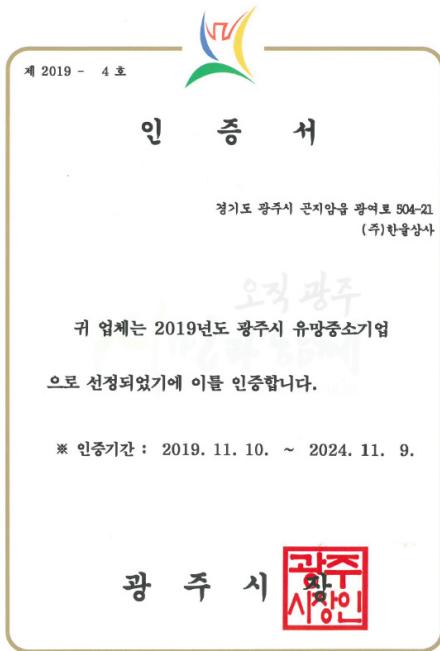 제 2019 - 4 호
인 증 서
경기도 광주시 곤지암읍 광여로 504-21
(주)한울상사
오직 광주
귀 업체는 2019년도 광주시 유망중소기업
으로 선정되었기에 이를 인증합니다.
※ 인증기간 : 2019. 11. 10. ~ 2024. 11. 9.
광 주 시 장
광주
시장인